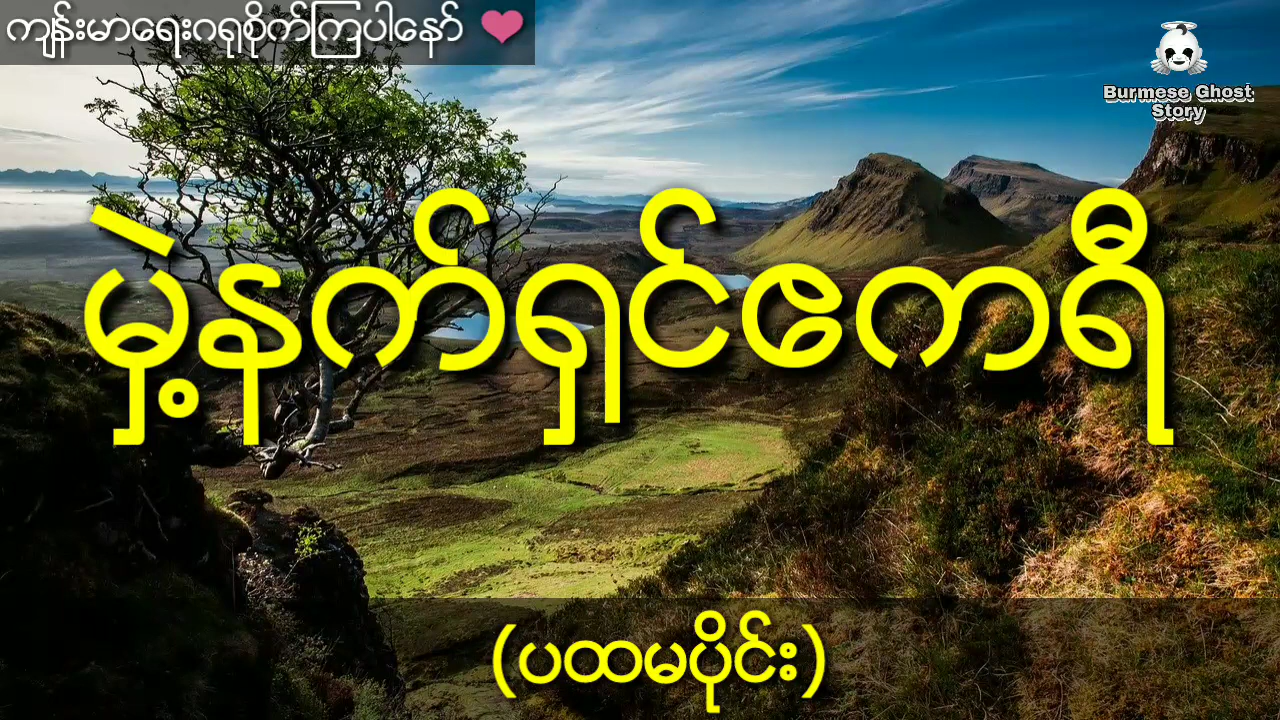 ကျန်းမာရေးဂရုစိုက်ကြပါနော် ❤
Burmese Ghost
Story
မှဲ့နက်ရှင်ဧကရီ
(ပထမပိုင်း)